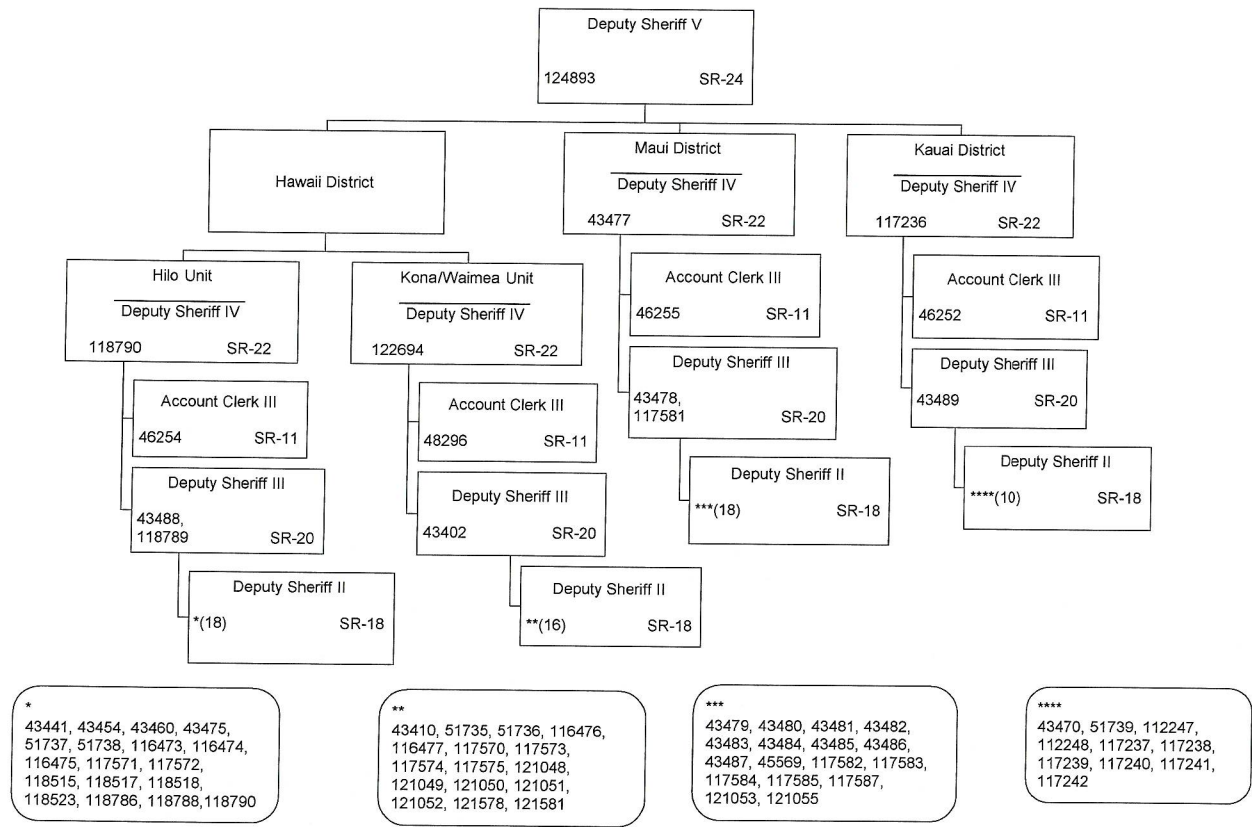 Deputy Sheriff V
124893 SR-24
Hawaii District
Maui District
Deputy Sheriff IV
43477 SR-22
Kauai District
Deputy Sheriff IV
117236 SR-22
Hilo Unit
Deputy Sheriff IV
118790 SR-22
Kona/Waimea Unit
Deputy Sheriff IV
122694 SR-22
Account Clerk III
46255 SR-11
Account Clerk III
46252 SR-11
Deputy Sheriff III
43478,
117581 SR-20
Deputy Sheriff III
43489 SR-20
Account Clerk III
46254 SR-11
Account Clerk III
48296 SR-11
Deputy Sheriff II
***(18) SR-18
Deputy Sheriff II
****(10) SR-18
Deputy Sheriff III
43488,
118789 SR-20
Deputy Sheriff III
43402 SR-20
Deputy Sheriff II
*(18) SR-18
Deputy Sheriff II
**(16) SR-18
*
43441, 43454, 43460, 43475,
51737, 51738, 116473, 116474,
116475, 117571, 117572,
118515, 118517, 118518,
118523, 118786, 118788,118790
**
43410, 51735, 51736, 116476,
116477, 117570, 117573,
117574, 117575, 121048,
121049, 121050, 121051,
121052, 121578, 121581
***
43479, 43480, 43481, 43482,
43483, 43484, 43485, 43486,
43487, 45569, 117582, 117583,
117584, 117585, 117587,
121053, 121055
****
43470, 51739, 112247,
112248, 117237, 117238,
117239, 117240, 117241,
117242